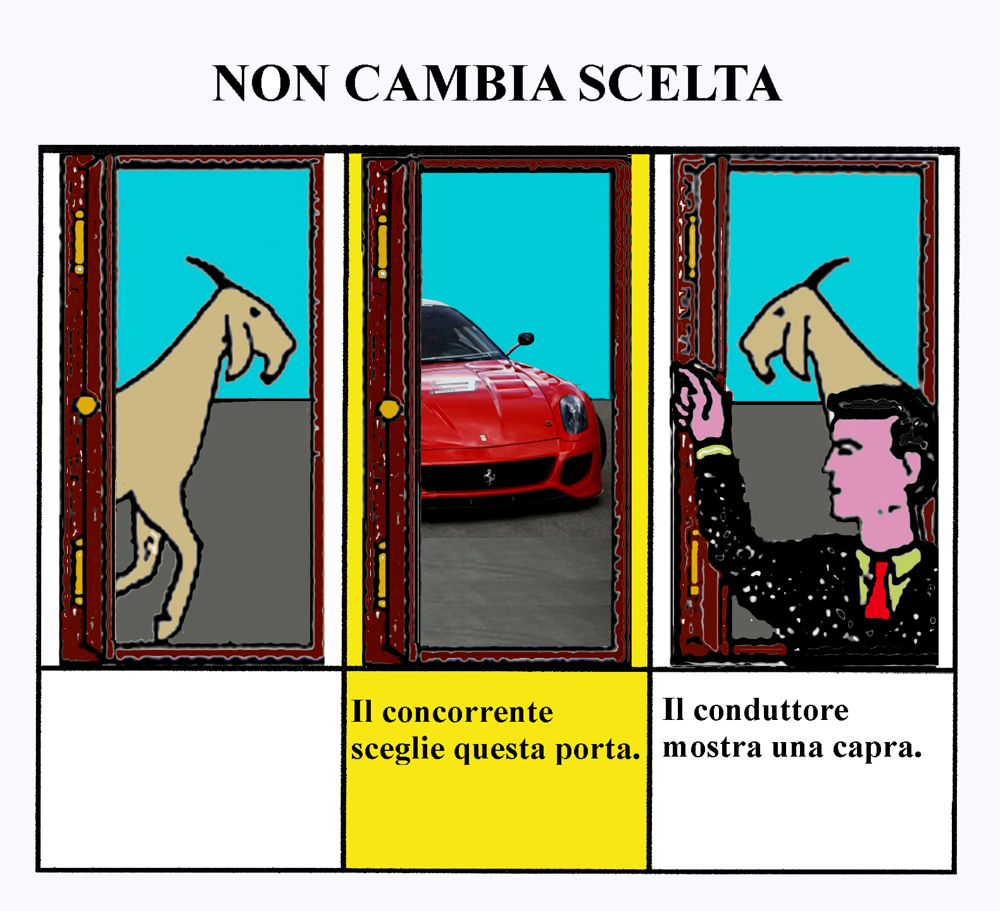 NON CAMBIA SCELTA
Il concorrente
sceglie questa porta.
Il conduttore
mostra una capra.